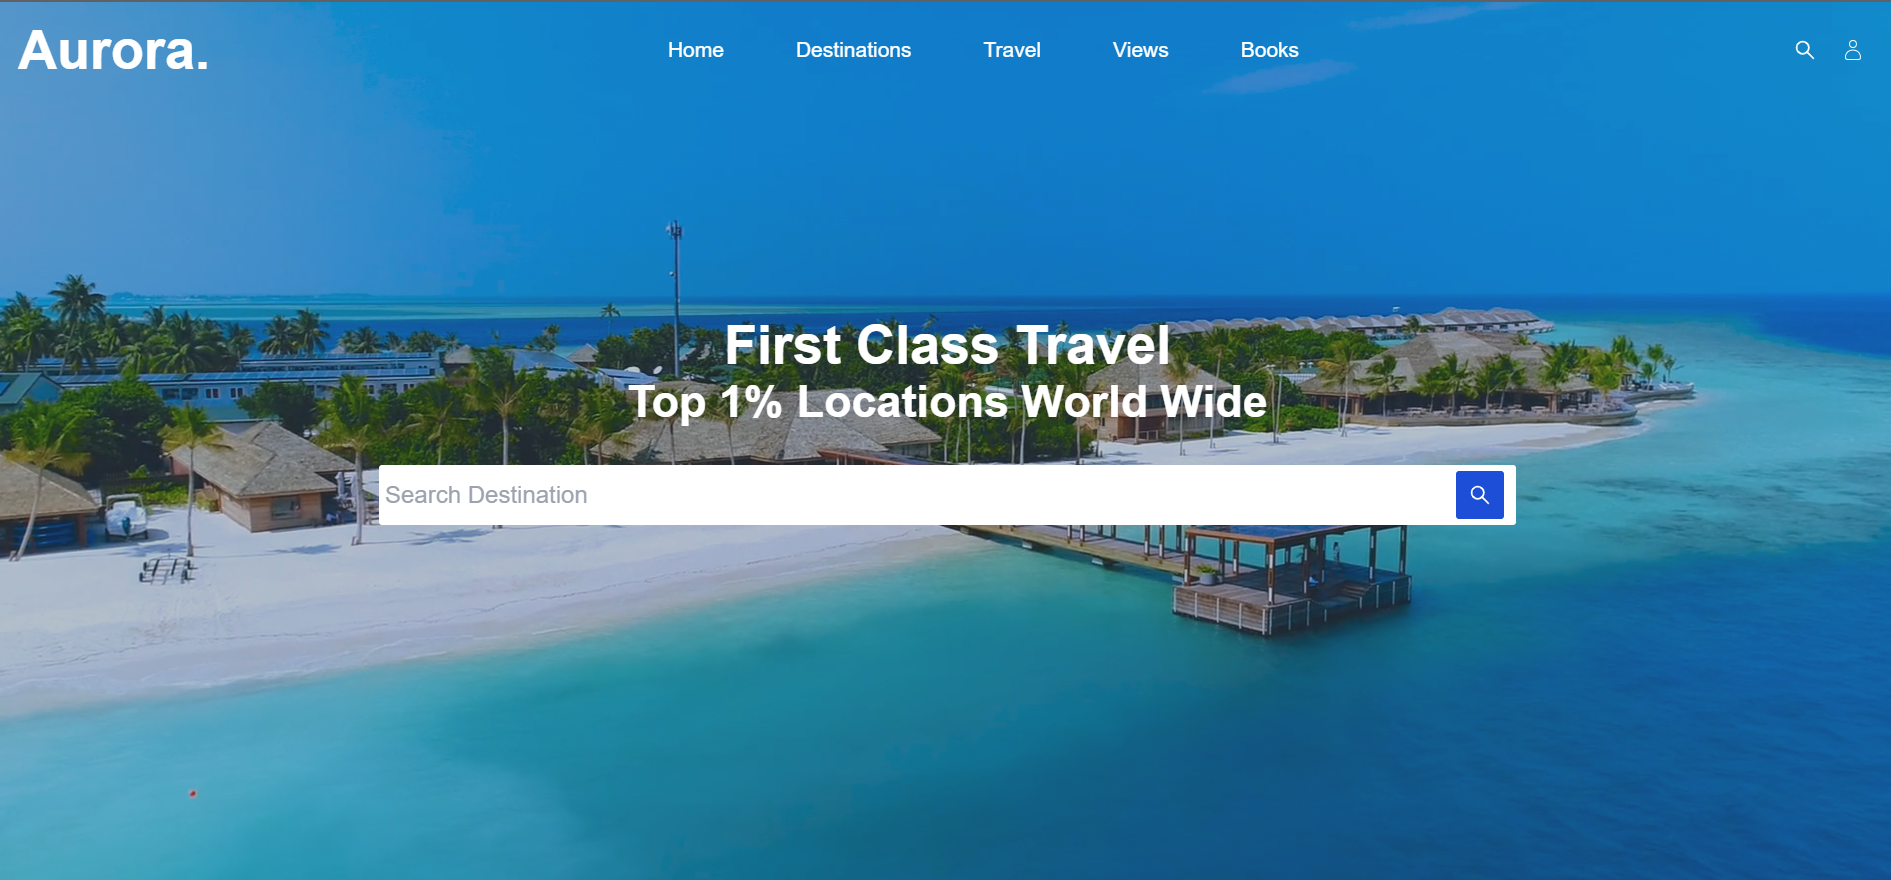 Aurora.
Home
Destinations
Travel
Views
Books
First Class Travel
Top 1% Locations World Wide
Search Destination